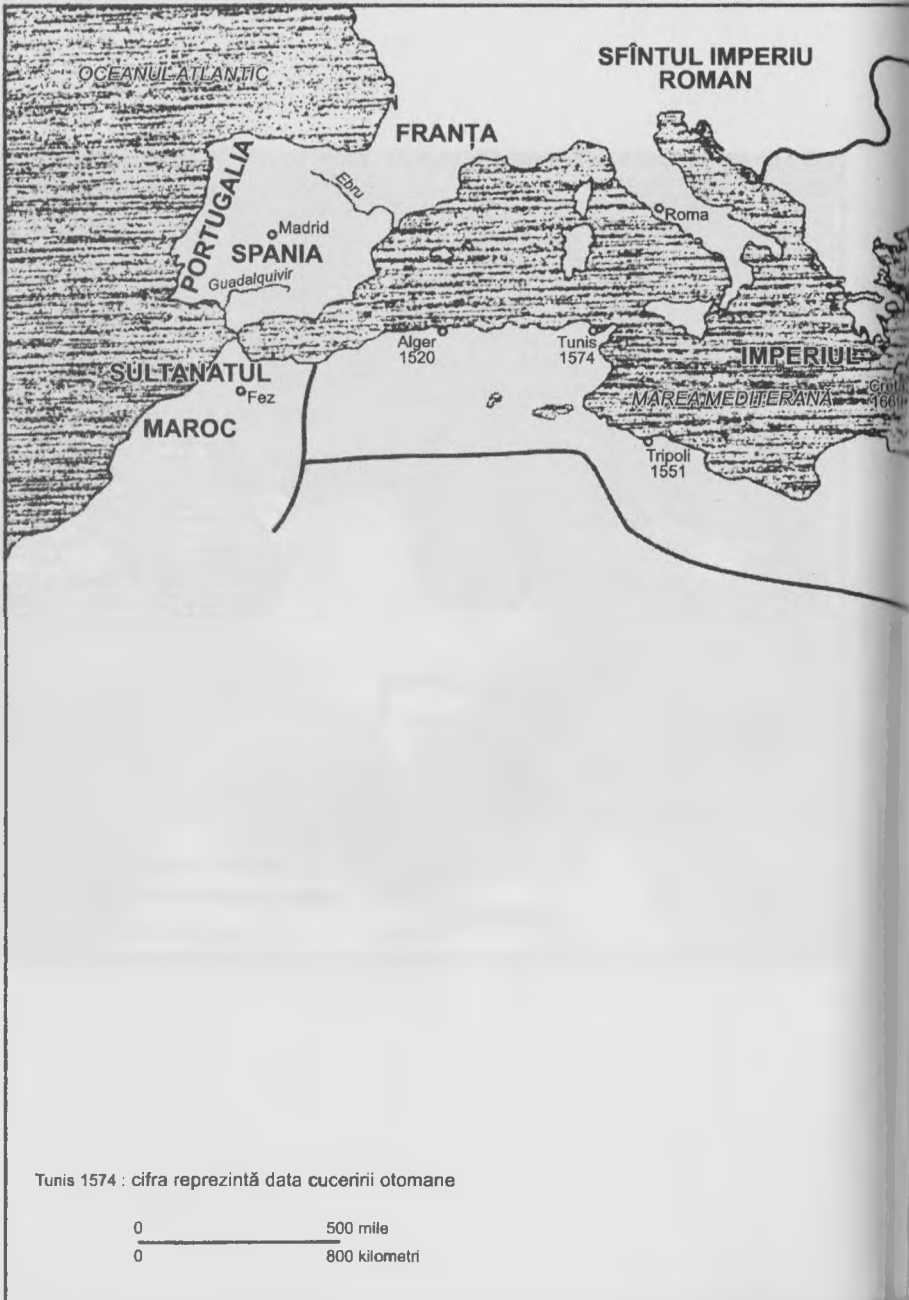 OCEANUL ATLANTIC
SFÎNTUL IMPERIU
ROMAN
FRANȚA
PORTUGALIA
Ebru
Madrid
SPANIA
Guadalquivir
Roma
Alger
1520
Tunis
1574
IMPERIUL
SULTANATUL
Fez
MAROC
MAREA MEDITERANĂ
Creta
Tripoli
1551
Tunis 1574 : cifra reprezintă data cuceririi otomane
0 500 mile
0 800 kilometri